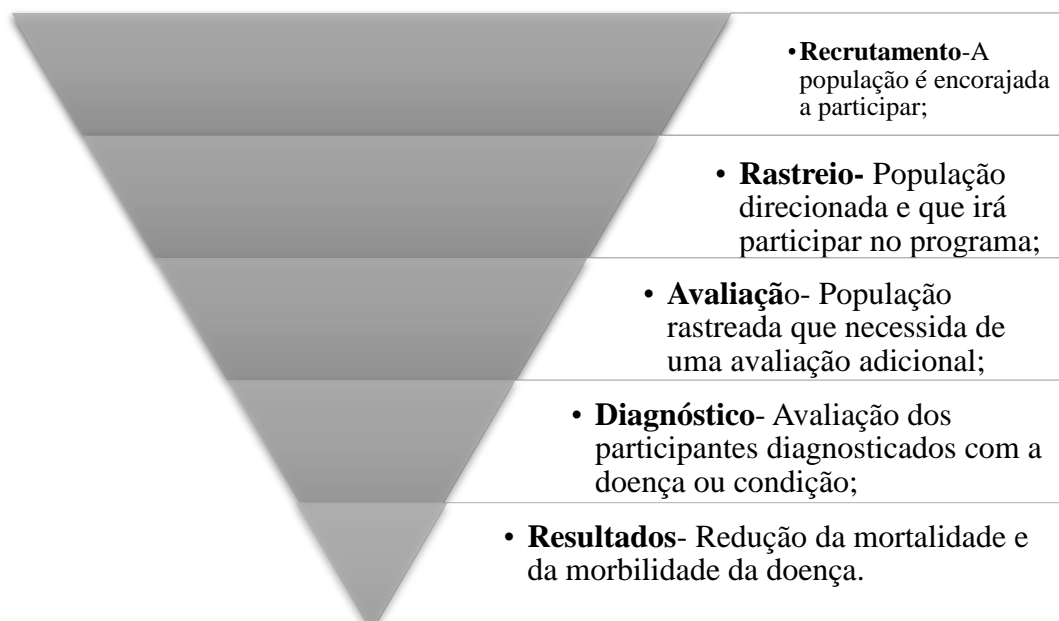 •Recrutamento-A
população é encorajada
a participar;
• Rastreio- População
direcionada e que irá
participar no programa;
• Avaliação- População
rastreada que necessida de
uma avaliação adicional;
• Diagnóstico- Avaliação dos
participantes diagnosticados com a
doença ou condição;
• Resultados- Redução da mortalidade e
da morbilidade da doença.